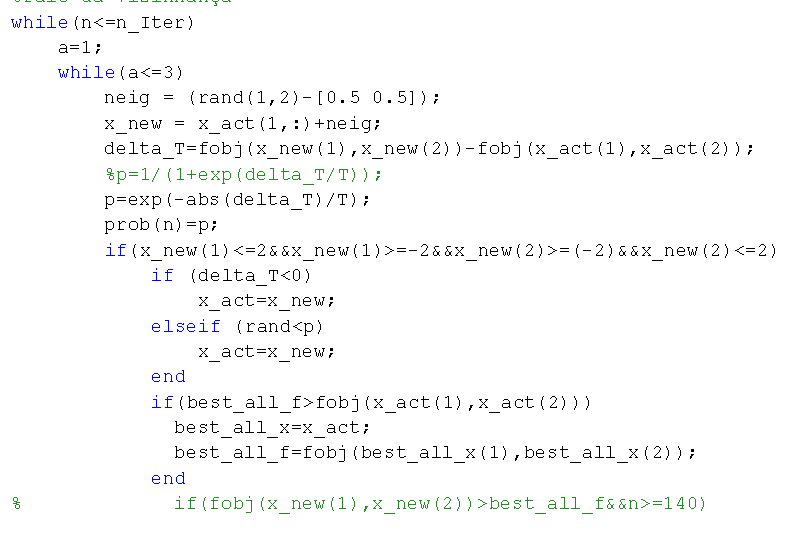 while(n<=n_Iter)
a=1;
while(a<=3)
neig = (rand(1,2)-[0.5 0.5]);
x_new = x_act(1,:)+neig;
delta_T=fobj(x_new(1),x_new(2))-fobj(x_act(1),x_act(2));
%p=1/(1+exp(delta_T/T));
p=exp(-abs(delta_T)/T);
prob(n)=p;
if(x_new(1)<=2&&x_new(1)>=-2&&x_new(2)>=(-2)&&x_new(2)<=2)
if (delta_T<0)
x_act=x_new;
elseif (rand<p)
x_act=x_new;
end
if(best_all_f>fobj(x_act(1),x_act(2)))
best_all_x=x_act;
best_all_f=fobj(best_all_x(1),best_all_x(2));
end
% if(fobj(x_new(1),x_new(2))>best_all_f&&n>=140)